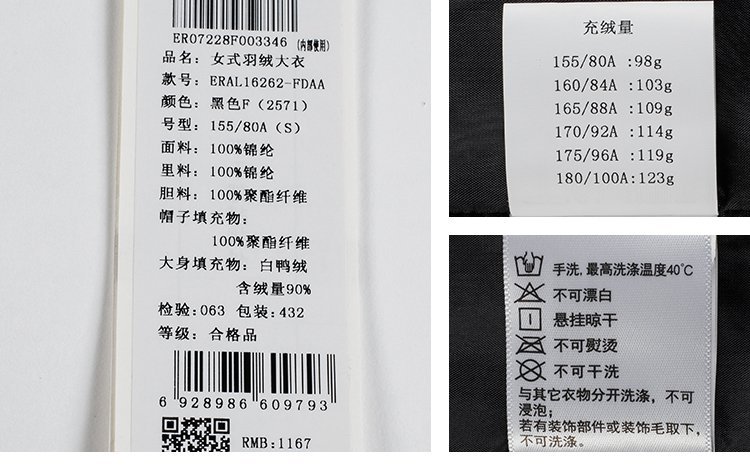 ER07228F003346 (内部使用)
品名: 女式羽绒大衣
款号: ERAL16262-FDAA
颜色: 黑色F(2571)
号型: 155/80A(S)
面料: 100%锦纶
里料: 100%锦纶
胆料: 100%聚酯纤维
帽子填充物:
100%聚酯纤维
大身填充物: 白鸭绒
含绒量90%
检验:063 包装:432
等级: 合格品
6 928986 609793
RMB:1167
充绒量
155/80A :98g
160/84A :103g
165/88A :109g
170/92A :114g
175/96A :119g
180/100A:123g
手洗,最高洗涤温度40℃
不可漂白
悬挂晾干
不可熨烫
不可干洗
与其它衣物分开洗涤, 不可
浸泡;
若有装饰部件或装饰毛取下,
不可洗涤.